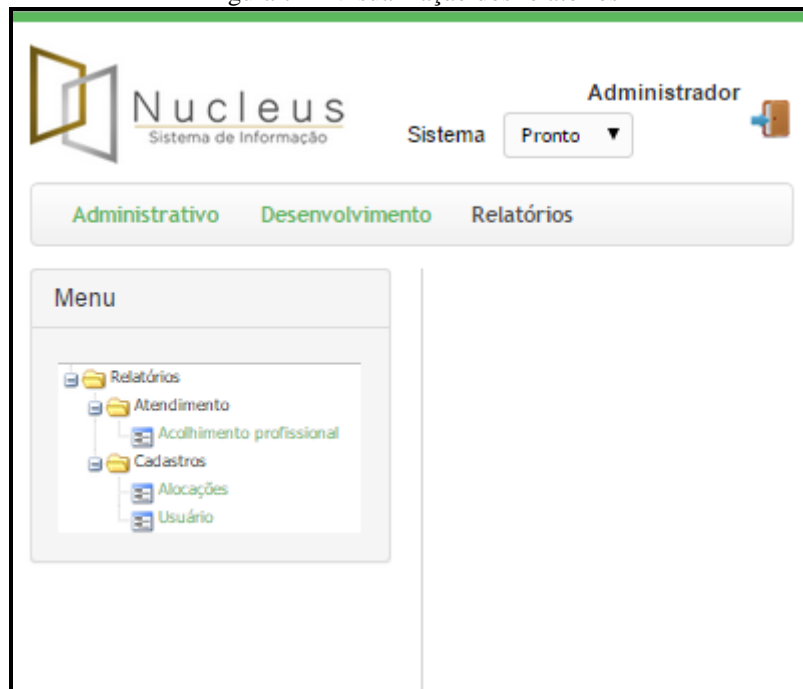 Nucleus
Sistema de Informação
Administrador
Sistema Pronto
Administrativo Desenvolvimento Relatórios
Menu
Relatórios
Atendimento
Acolhimento profissional
Cadastros
Alocações
Usuário